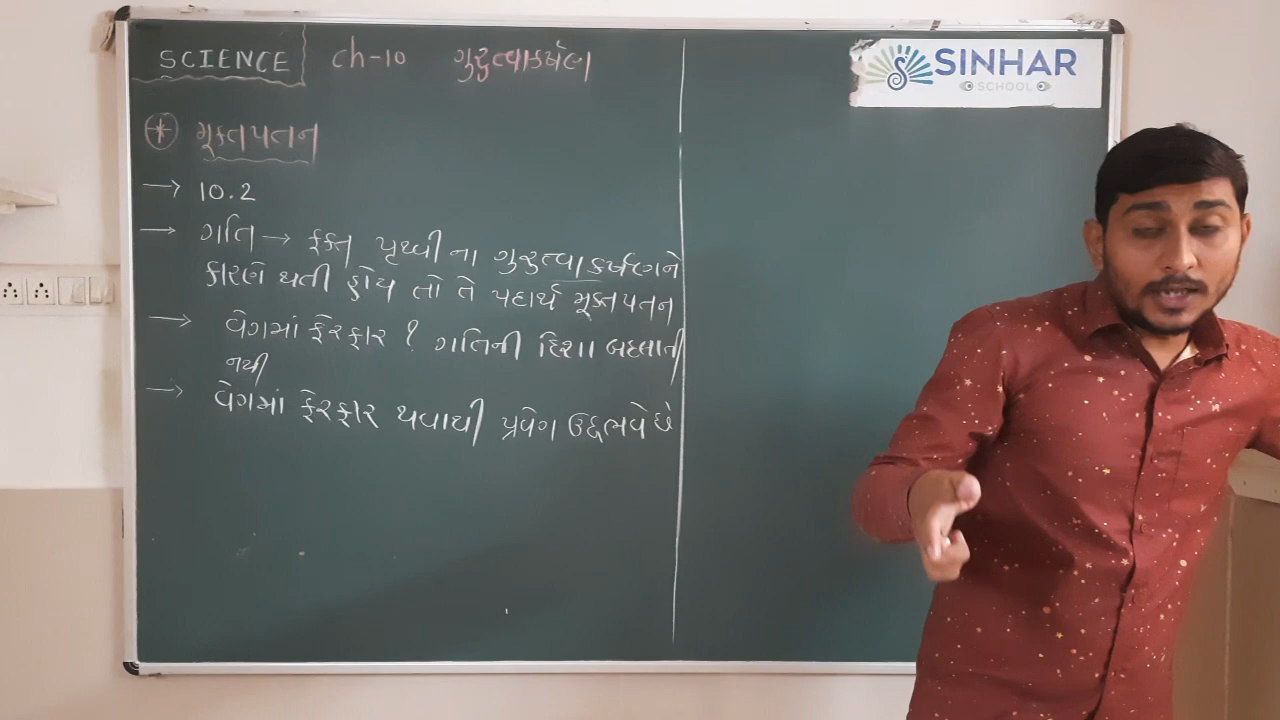 SCIENCE ch-10 ગુરુત્વાકર્ષણ
SINHAR
SCHOOL
* મૂક્તપતન
→ 10.2
→ ગતિ → ફક્ત પૃથ્વી ના ગુરુત્વાકર્ષણને
કારણે થતી હોય તો તે પદાર્થ મૂક્તપતન
→ વેગમાં ફેરફાર ? ગતિની દિશા બદલાતી
નથી
→ વેગમાં ફેરફાર થવાથી પ્રવેગ ઉદ્દભવે છે